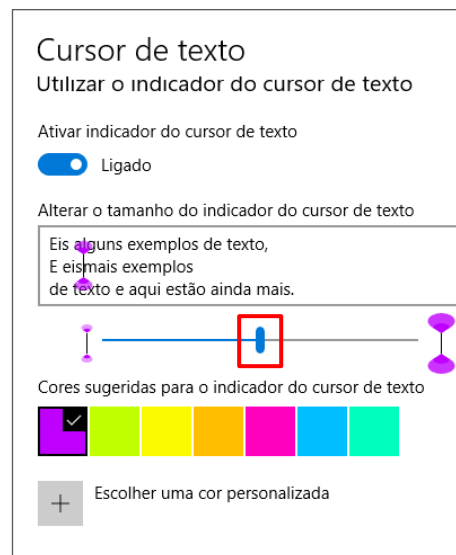 Cursor de texto
Utilizar o indicador do cursor de texto
Ativar indicador do cursor de texto
Ligado
Alterar o tamanho do indicador do cursor de texto
Eis alguns exemplos de texto,
E eismais exemplos
de texto e aqui estão ainda mais.
Cores sugeridas para o indicador do cursor de texto
Escolher uma cor personalizada